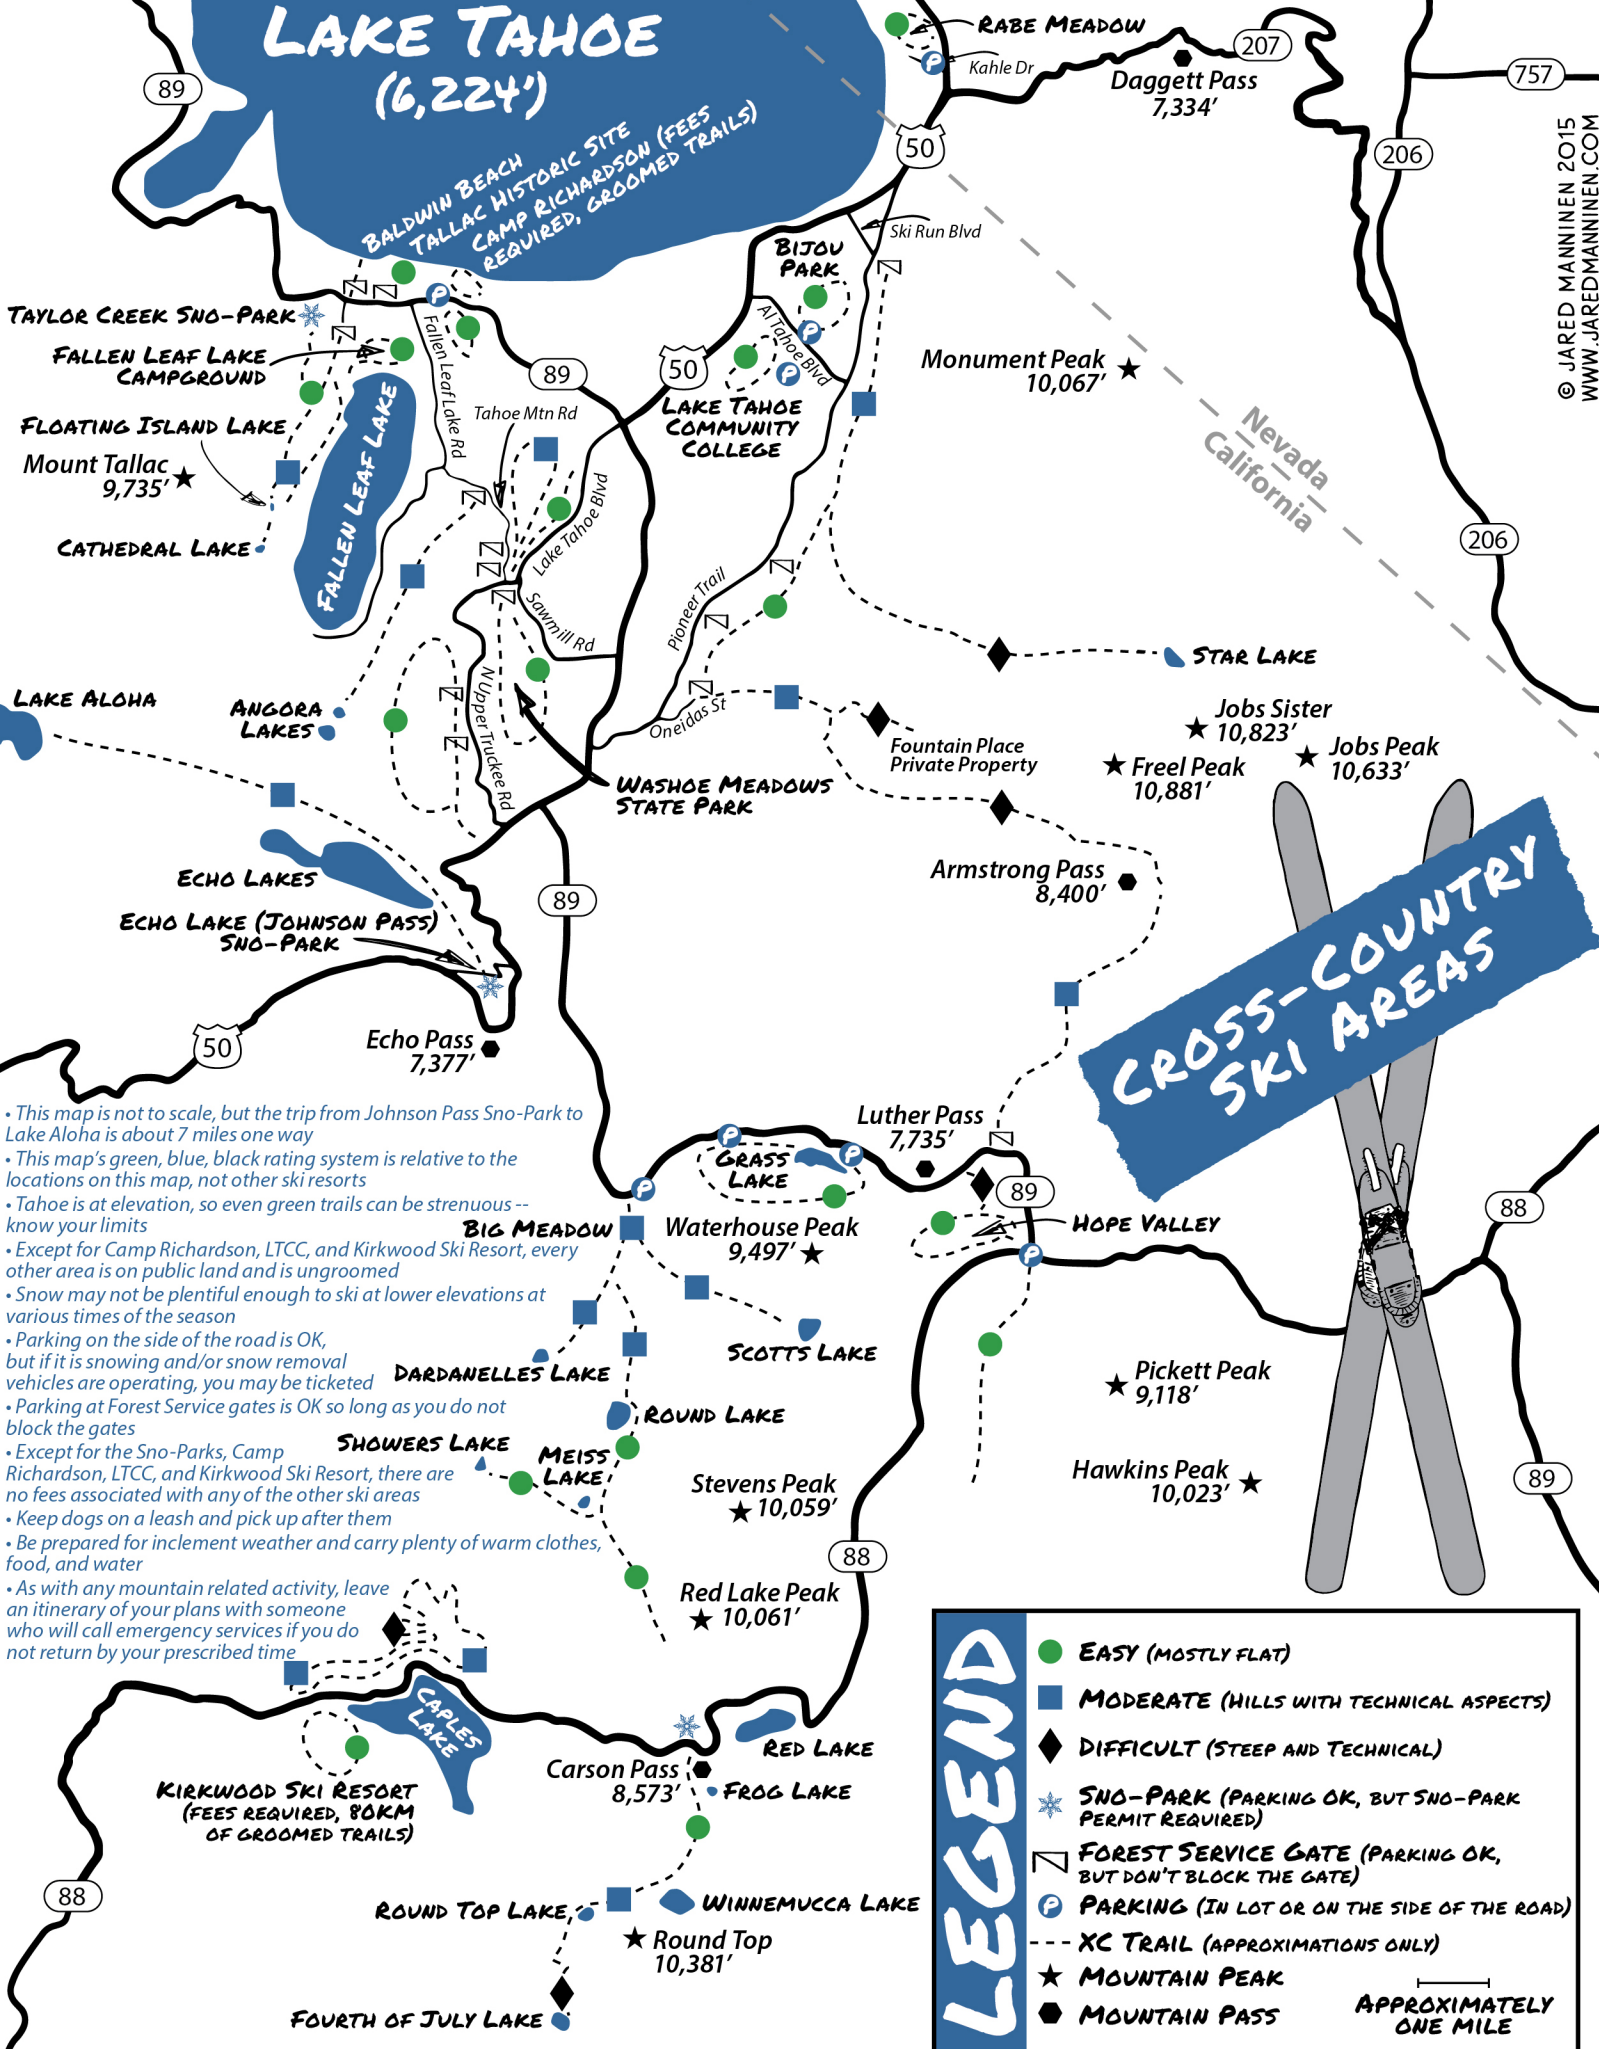 LAKE TAHOE
(6,224')
BALDWIN BEACH
TALLAC HISTORIC SITE
CAMP RICHARDSON (FEES
REQUIRED, GROOMED TRAILS)
RABE MEADOW
Kahle Dr
Daggett Pass
7,334'
207
757
89
50
206
© JARED MANNINEN 2015
WWW.JAREDMANNINEN.COM
Ski Run Blvd
BIJOU
PARK
Al Tahoe Blvd
TAYLOR CREEK SNO-PARK
FALLEN LEAF LAKE
CAMPGROUND
Fallen Leaf Lake Rd
89
50
Monument Peak
10,067'
LAKE TAHOE
COMMUNITY
COLLEGE
Tahoe Mtn Rd
FLOATING ISLAND LAKE
Mount Tallac
9,735'
FALLEN LEAF LAKE
CATHEDRAL LAKE
Nevada
California
206
Lake Tahoe Blvd
Sawmill Rd
Pioneer Trail
STAR LAKE
LAKE ALOHA
ANGORA
LAKES
N Upper Truckee Rd
Oneidas St
Fountain Place
Private Property
Jobs Sister
10,823'
Jobs Peak
10,633'
Freel Peak
10,881'
WASHOE MEADOWS
STATE PARK
ECHO LAKES
ECHO LAKE (JOHNSON PASS)
SNO-PARK
89
Armstrong Pass
8,400'
CROSS-COUNTRY
SKI AREAS
50
Echo Pass
7,377'
• This map is not to scale, but the trip from Johnson Pass Sno-Park to
Lake Aloha is about 7 miles one way
• This map's green, blue, black rating system is relative to the
locations on this map, not other ski resorts
• Tahoe is at elevation, so even green trails can be strenuous --
know your limits
• Except for Camp Richardson, LTCC, and Kirkwood Ski Resort, every
other area is on public land and is ungroomed
• Snow may not be plentiful enough to ski at lower elevations at
various times of the season
• Parking on the side of the road is OK,
but if it is snowing and/or snow removal
vehicles are operating, you may be ticketed
• Parking at Forest Service gates is OK so long as you do not
block the gates
• Except for the Sno-Parks, Camp
Richardson, LTCC, and Kirkwood Ski Resort, there are
no fees associated with any of the other ski areas
• Keep dogs on a leash and pick up after them
• Be prepared for inclement weather and carry plenty of warm clothes,
food, and water
• As with any mountain related activity, leave
an itinerary of your plans with someone
who will call emergency services if you do
not return by your prescribed time
Luther Pass
7,735'
GRASS
LAKE
89
88
BIG MEADOW
Waterhouse Peak
9,497'
HOPE VALLEY
SCOTTS LAKE
DARDANELLES LAKE
Pickett Peak
9,118'
ROUND LAKE
SHOWERS LAKE
MEISS
LAKE
Stevens Peak
10,059'
Hawkins Peak
10,023'
89
88
Red Lake Peak
10,061'
CAPLES
LAKE
RED LAKE
Carson Pass
8,573'
FROG LAKE
KIRKWOOD SKI RESORT
(FEES REQUIRED, 80KM
OF GROOMED TRAILS)
88
ROUND TOP LAKE
WINNEMUCCA LAKE
Round Top
10,381'
FOURTH OF JULY LAKE
LEGEND
EASY (MOSTLY FLAT)
MODERATE (HILLS WITH TECHNICAL ASPECTS)
DIFFICULT (STEEP AND TECHNICAL)
SNO-PARK (PARKING OK, BUT SNO-PARK
PERMIT REQUIRED)
FOREST SERVICE GATE (PARKING OK,
BUT DON'T BLOCK THE GATE)
P PARKING (IN LOT OR ON THE SIDE OF THE ROAD)
XC TRAIL (APPROXIMATIONS ONLY)
MOUNTAIN PEAK
MOUNTAIN PASS
APPROXIMATELY
ONE MILE